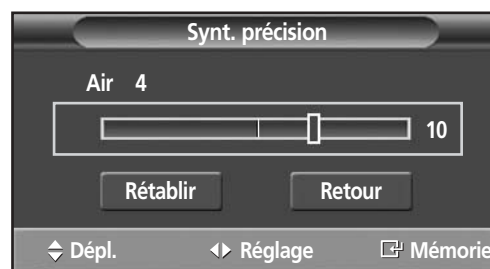 Synt. précision
Air 4
10
Rétablir Retour
Dépl. Réglage Mémorie